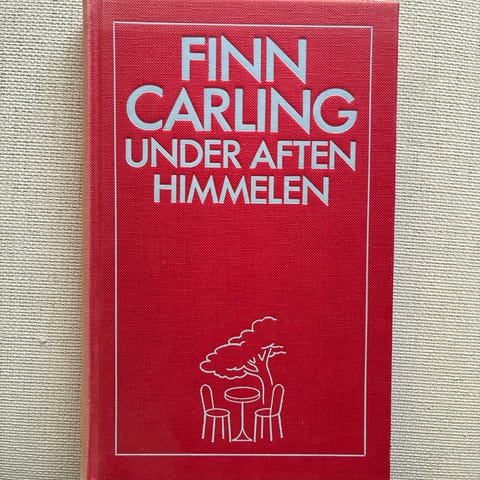 FINN
CARLING
UNDER AFTEN
HIMMELEN